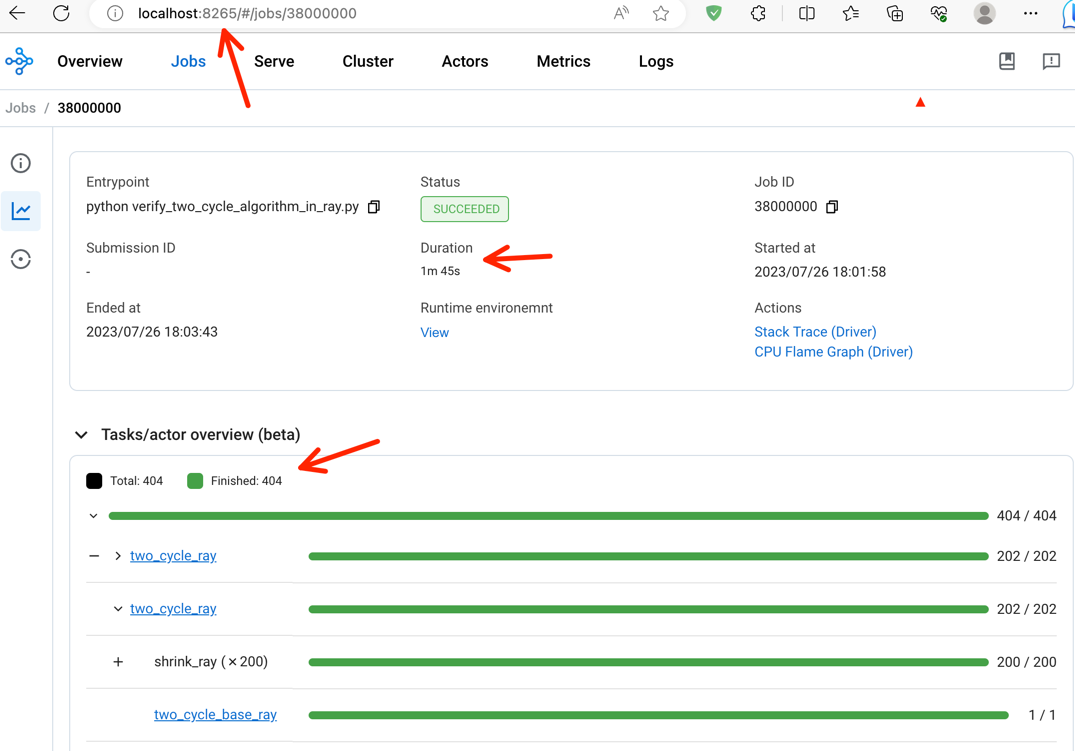 localhost:8265/#/jobs/38000000
Overview Jobs Serve Cluster Actors Metrics Logs
Jobs / 38000000
Entrypoint Status Job ID
python verify_two_cycle_algorithm_in_ray.py SUCCEEDED 38000000
Submission ID Duration Started at
- 1m 45s 2023/07/26 18:01:58
Ended at Runtime environemnt Actions
2023/07/26 18:03:43 View Stack Trace (Driver)
CPU Flame Graph (Driver)
Tasks/actor overview (beta)
Total: 404 Finished: 404
404 / 404
two_cycle_ray 202 / 202
two_cycle_ray 202 / 202
shrink_ray (×200) 200 / 200
two_cycle_base_ray 1 / 1